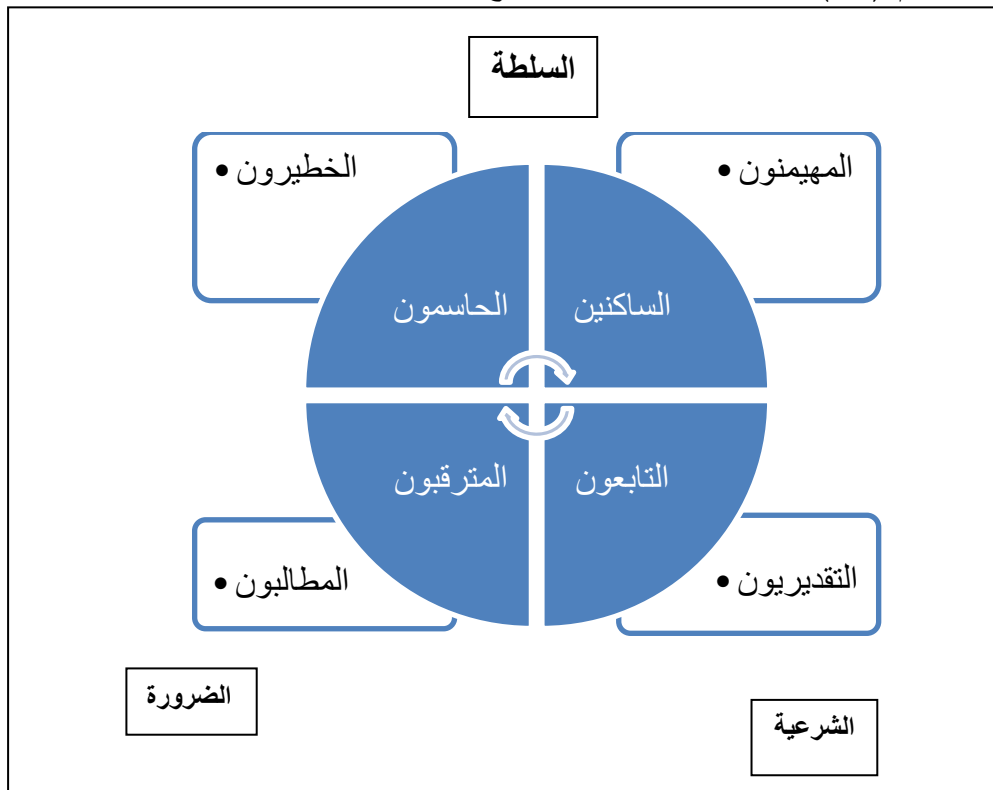 السلطة
المهيمنون •
الخطيرون •
الساكنين
الحاسمون
التابعون
المترقبون
التقديريون •
المطالبون •
الضرورة
الشرعية